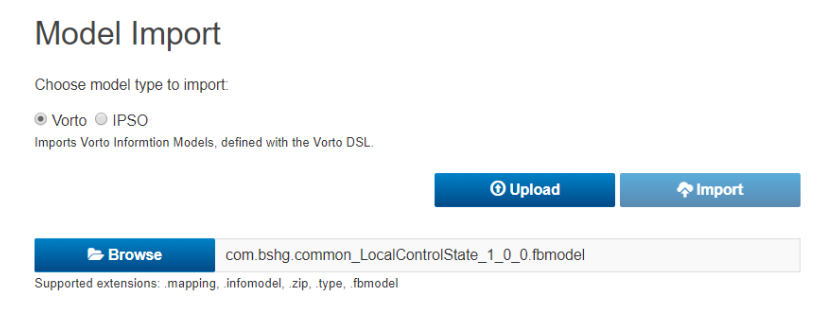 Model Import
Choose model type to import:
Vorto IPSO
Imports Vorto Informtion Models, defined with the Vorto DSL.
Upload Import
Browse com.bshg.common_LocalControlState_1_0_0.fbmodel
Supported extensions: .mapping, .infomodel, .zip, .type, .fbmodel